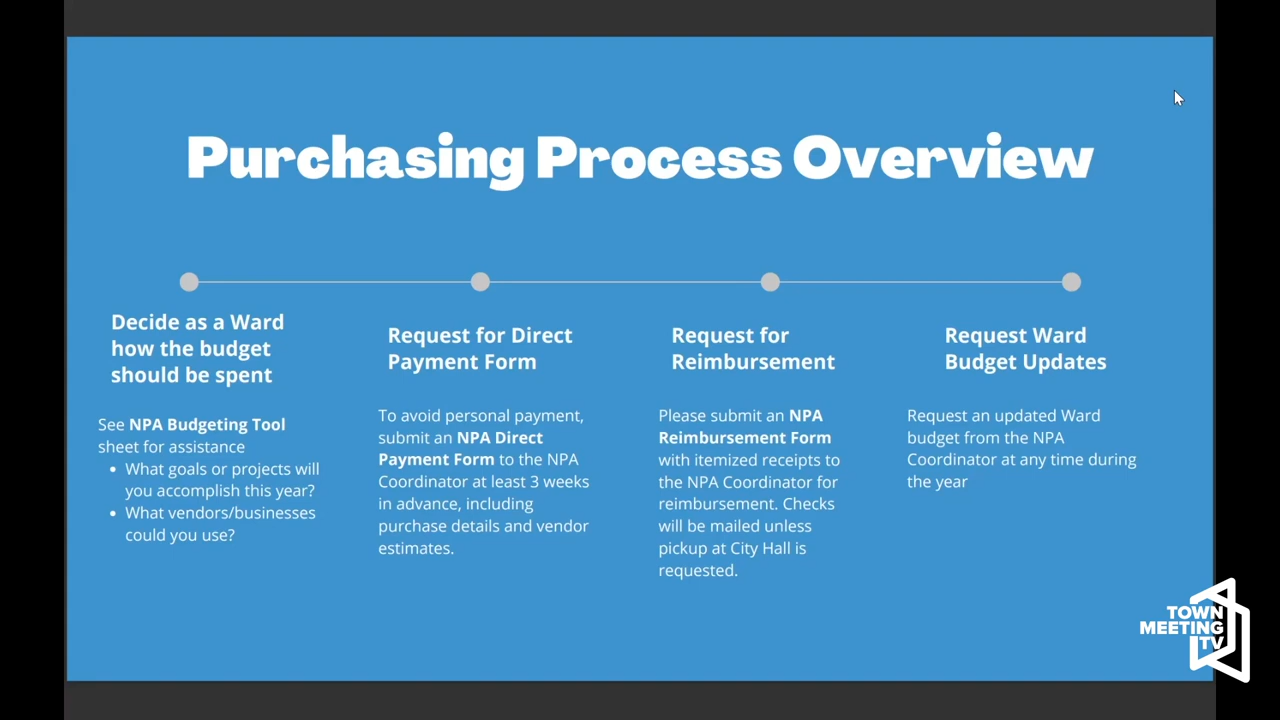 Purchasing Process Overview
Decide as a Ward
how the budget
should be spent
See NPA Budgeting Tool
sheet for assistance
• What goals or projects will
you accomplish this year?
• What vendors/businesses
could you use?
Request for Direct
Payment Form
To avoid personal payment,
submit an NPA Direct
Payment Form to the NPA
Coordinator at least 3 weeks
in advance, including
purchase details and vendor
estimates.
Request for
Reimbursement
Please submit an NPA
Reimbursement Form
with itemized receipts to
the NPA Coordinator for
reimbursement. Checks
will be mailed unless
pickup at City Hall is
requested.
Request Ward
Budget Updates
Request an updated Ward
budget from the NPA
Coordinator at any time during
the year
TOWN
MEETING
TV